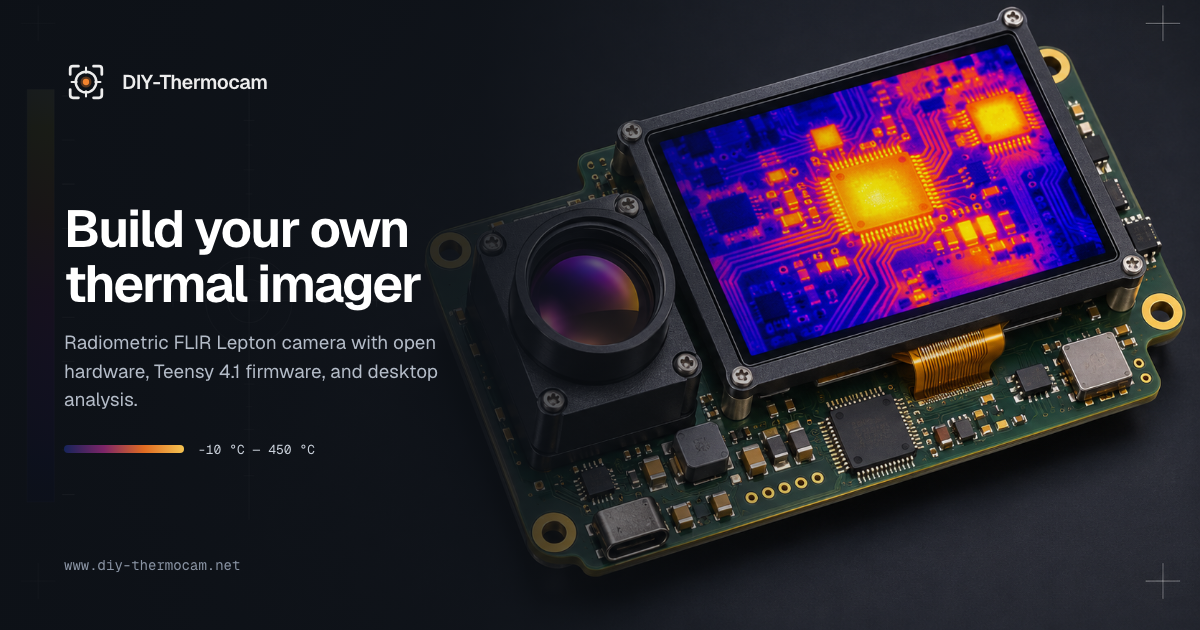 DIY-Thermocam
Build your own
thermal imager
Radiometric FLIR Lepton camera with open
hardware, Teensy 4.1 firmware, and desktop
analysis.
-10 °C — 450 °C
www.diy-thermocam.net